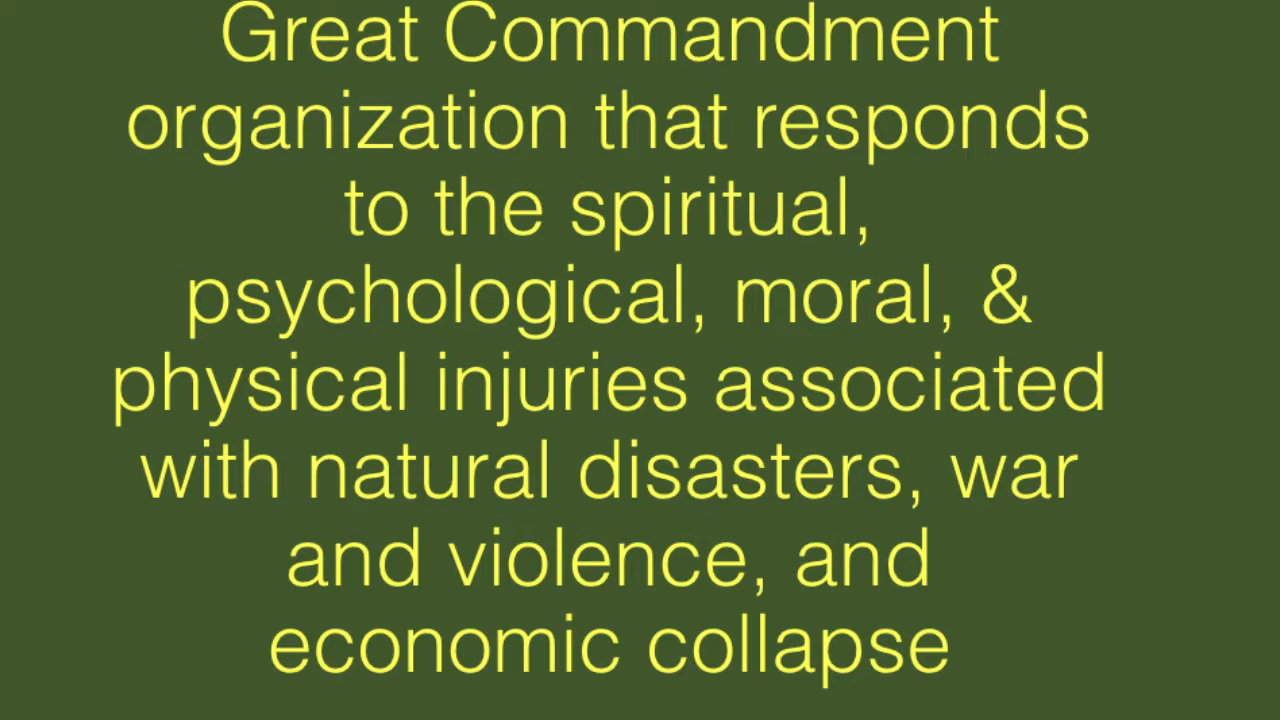 Great Commandment
organization that responds
to the spiritual,
psychological, moral, &
physical injuries associated
with natural disasters, war
and violence, and
economic collapse